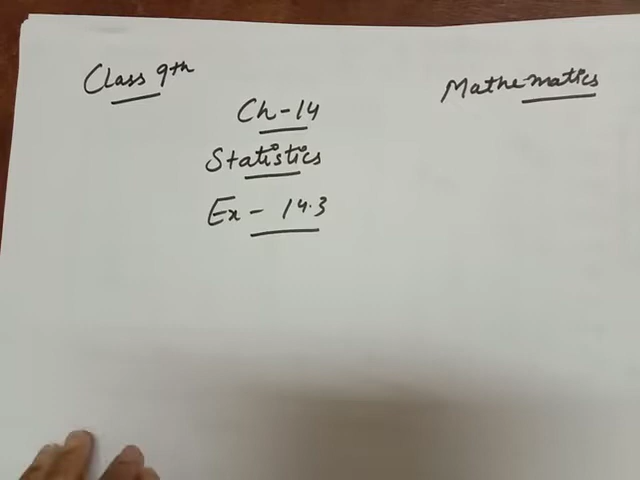 Class 9th
Mathematics
Ch-14
Statistics
Ex - 14.3